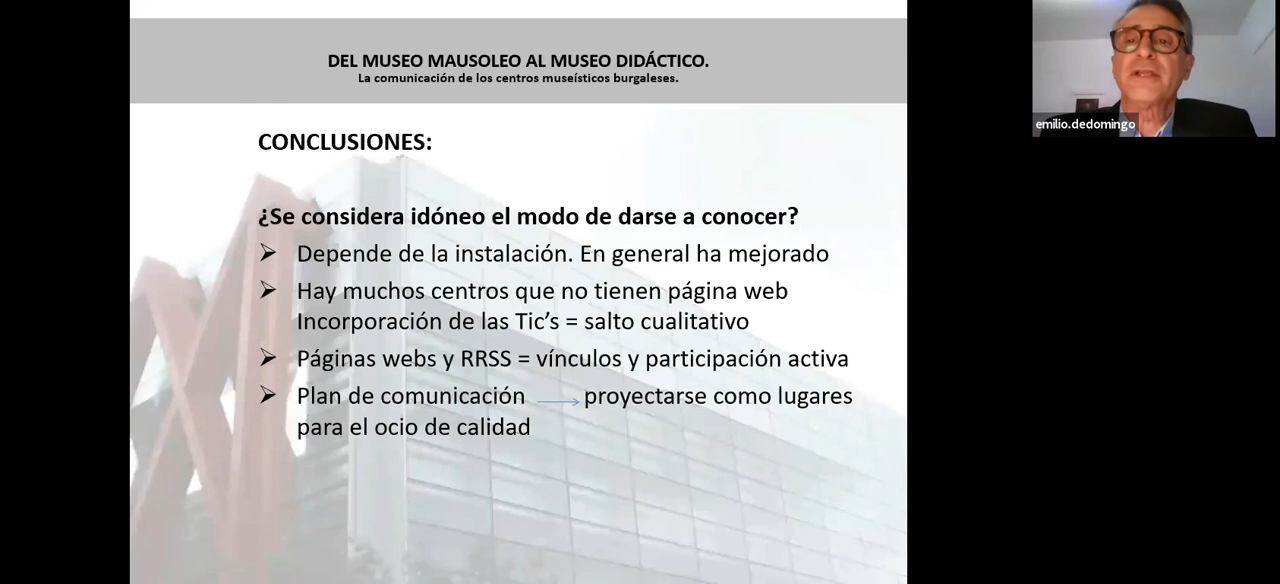 DEL MUSEO MAUSOLEO AL MUSEO DIDÁCTICO.
La comunicación de los centros museísticos burgaleses.
CONCLUSIONES:
¿Se considera idóneo el modo de darse a conocer?
Depende de la instalación. En general ha mejorado
Hay muchos centros que no tienen página web
Incorporación de las Tic’s = salto cualitativo
Páginas webs y RRSS = vínculos y participación activa
Plan de comunicación proyectarse como lugares
para el ocio de calidad
emilio.dedomingo